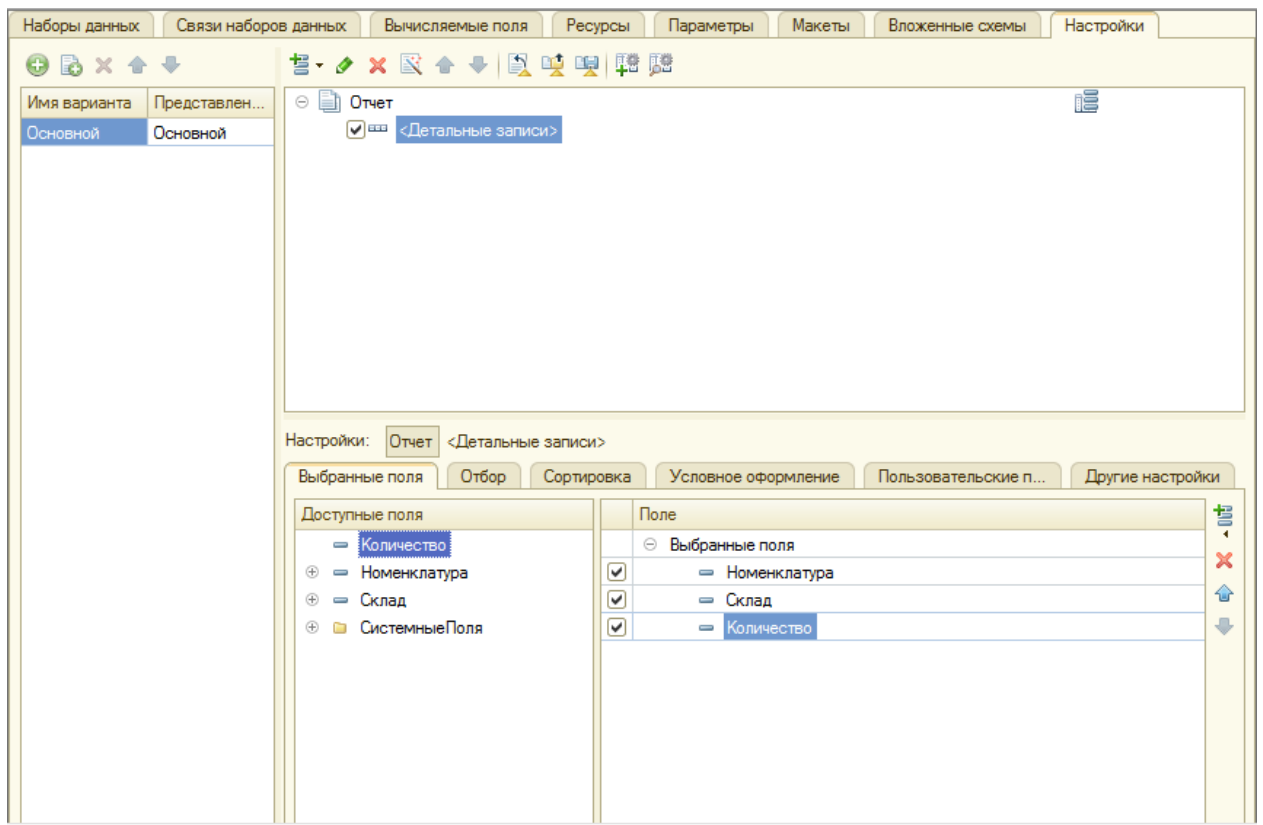 Наборы данных Связи наборов данных Вычисляемые поля Ресурсы Параметры Макеты Вложенные схемы Настройки
Имя варианта Представлен...
Основной Основной
Отчет
<Детальные записи>
Настройки: Отчет <Детальные записи>
Выбранные поля Отбор Сортировка Условное оформление Пользовательские п... Другие настройки
Доступные поля Поле
Количество Выбранные поля
Номенклатура Номенклатура
Склад Склад
СистемныеПоля Количество